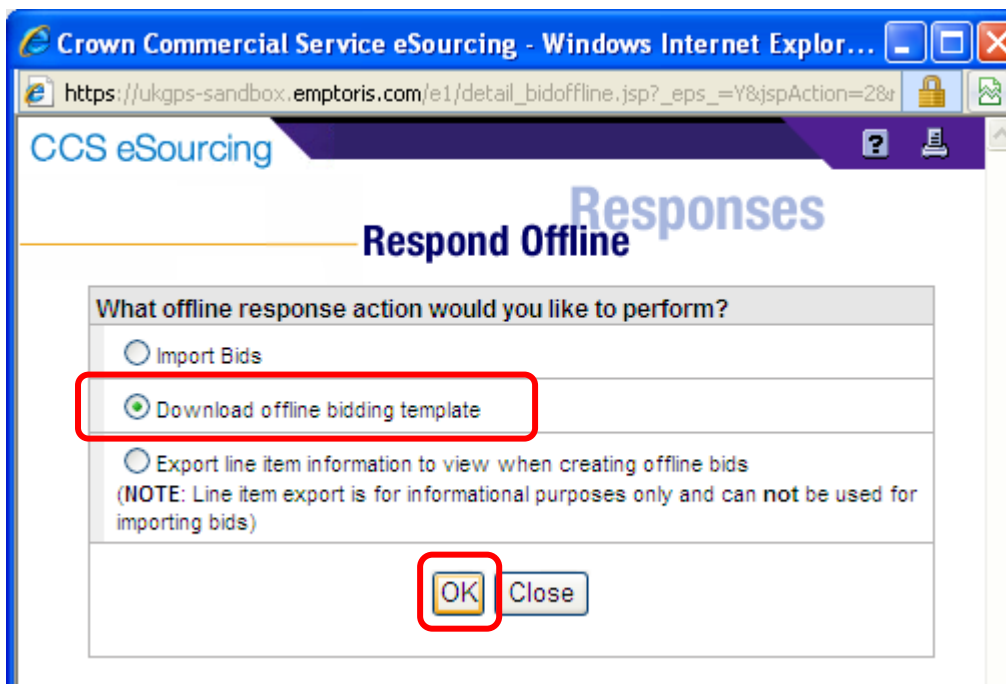 Crown Commercial Service eSourcing - Windows Internet Explor...
https://ukgps-sandbox.emptoris.com/e1/detail_bidoffline.jsp?_eps_=Y&jspAction=2&r
CCS eSourcing
?
Responses
Respond Offline
What offline response action would you like to perform?
Import Bids
Download offline bidding template
Export line item information to view when creating offline bids
(NOTE: Line item export is for informational purposes only and can not be used for
importing bids)
OK Close